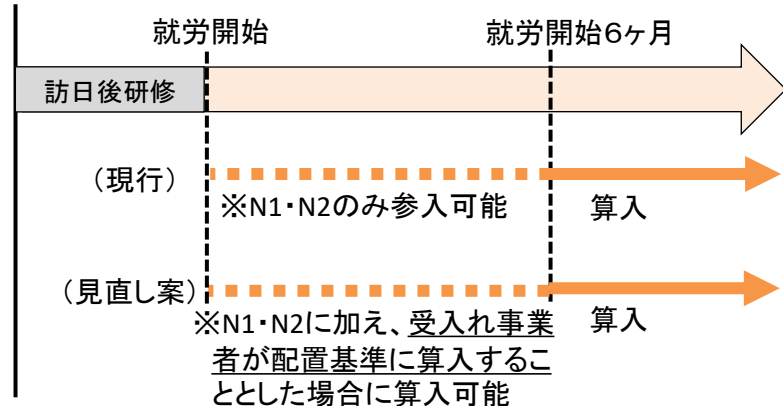 就労開始
就労開始6ヶ月
訪日後研修
（現行）
※N1・N2のみ参入可能
算入
（見直し案）
※N1・N2に加え、受入れ事業
者が配置基準に算入するこ
ととした場合に算入可能
算入